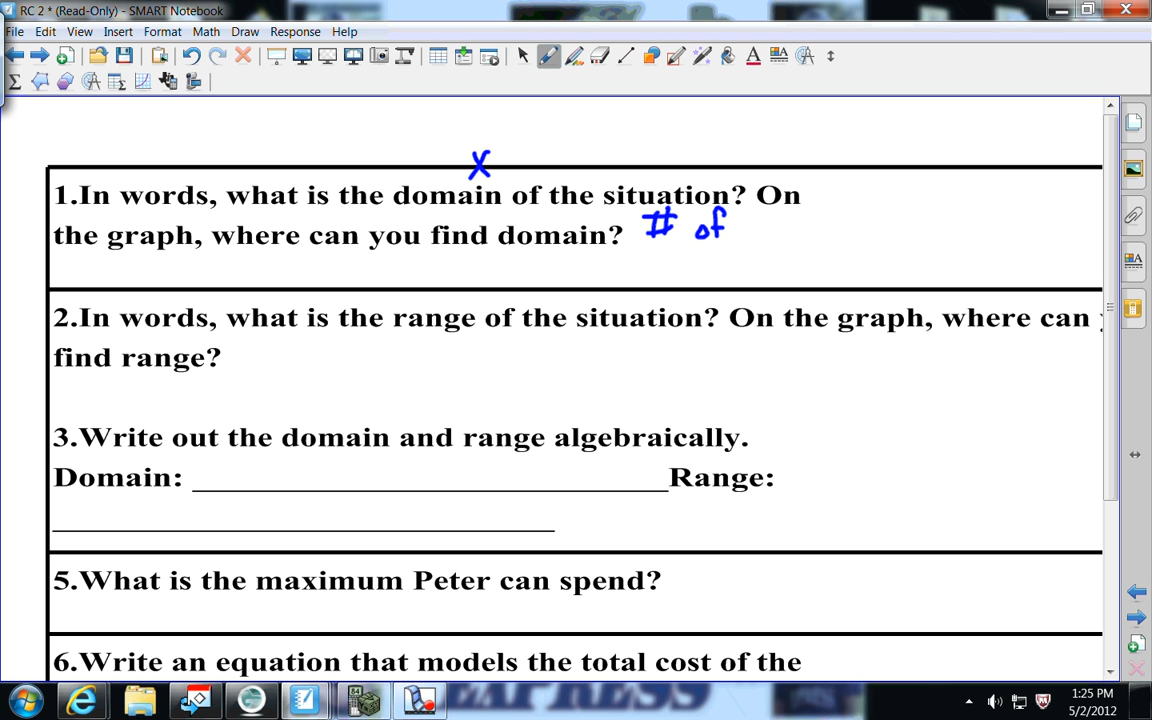 RC 2 * (Read-Only) - SMART Notebook
File Edit View Insert Format Math Draw Response Help
X
1.In words, what is the domain of the situation? On
the graph, where can you find domain? # of
2.In words, what is the range of the situation? On the graph, where can
find range?
3.Write out the domain and range algebraically.
Domain: ________________________________Range:
__________________________________
5.What is the maximum Peter can spend?
6.Write an equation that models the total cost of the
EXPRESS
1:25 PM
5/2/2012